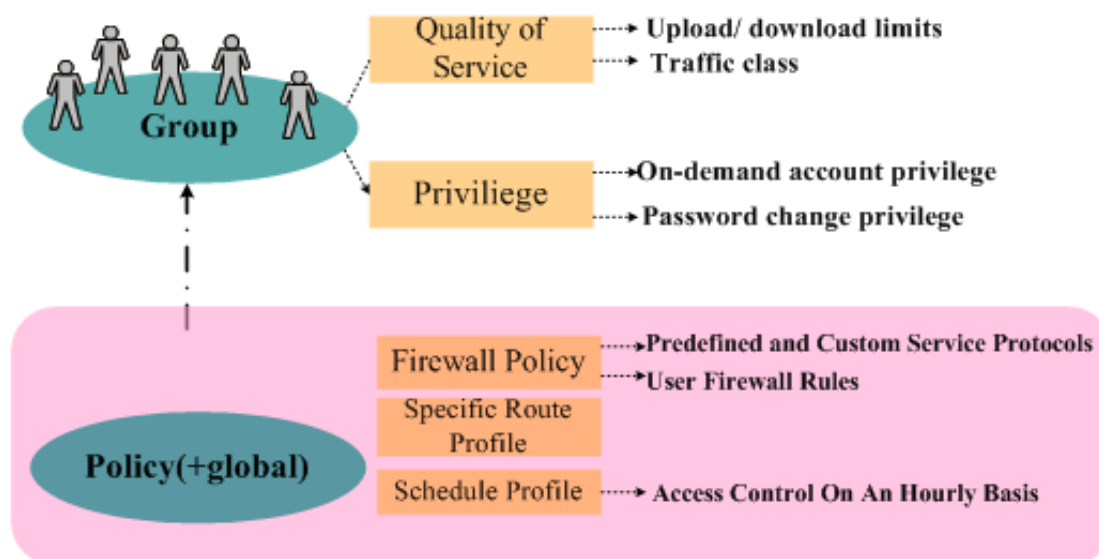 Quality of
Service
Upload/ download limits
Traffic class
Group
Priviliege
On-demand account privilege
Password change privilege
Firewall Policy
Predefined and Custom Service Protocols
User Firewall Rules
Specific Route
Profile
Policy(+global)
Schedule Profile
Access Control On An Hourly Basis